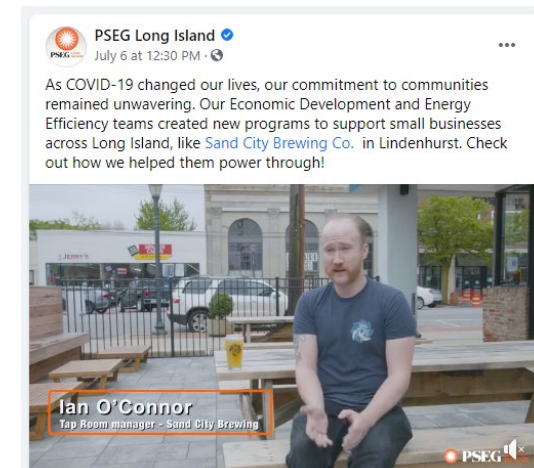 PSEG Long Island
PSEG
July 6 at 12:30 PM ·
As COVID-19 changed our lives, our commitment to communities
remained unwavering. Our Economic Development and Energy
Efficiency teams created new programs to support small businesses
across Long Island, like Sand City Brewing Co. in Lindenhurst. Check
out how we helped them power through!
JERRY'S
Ian O'Connor
Tap Room manager - Sand City Brewing
PSEG